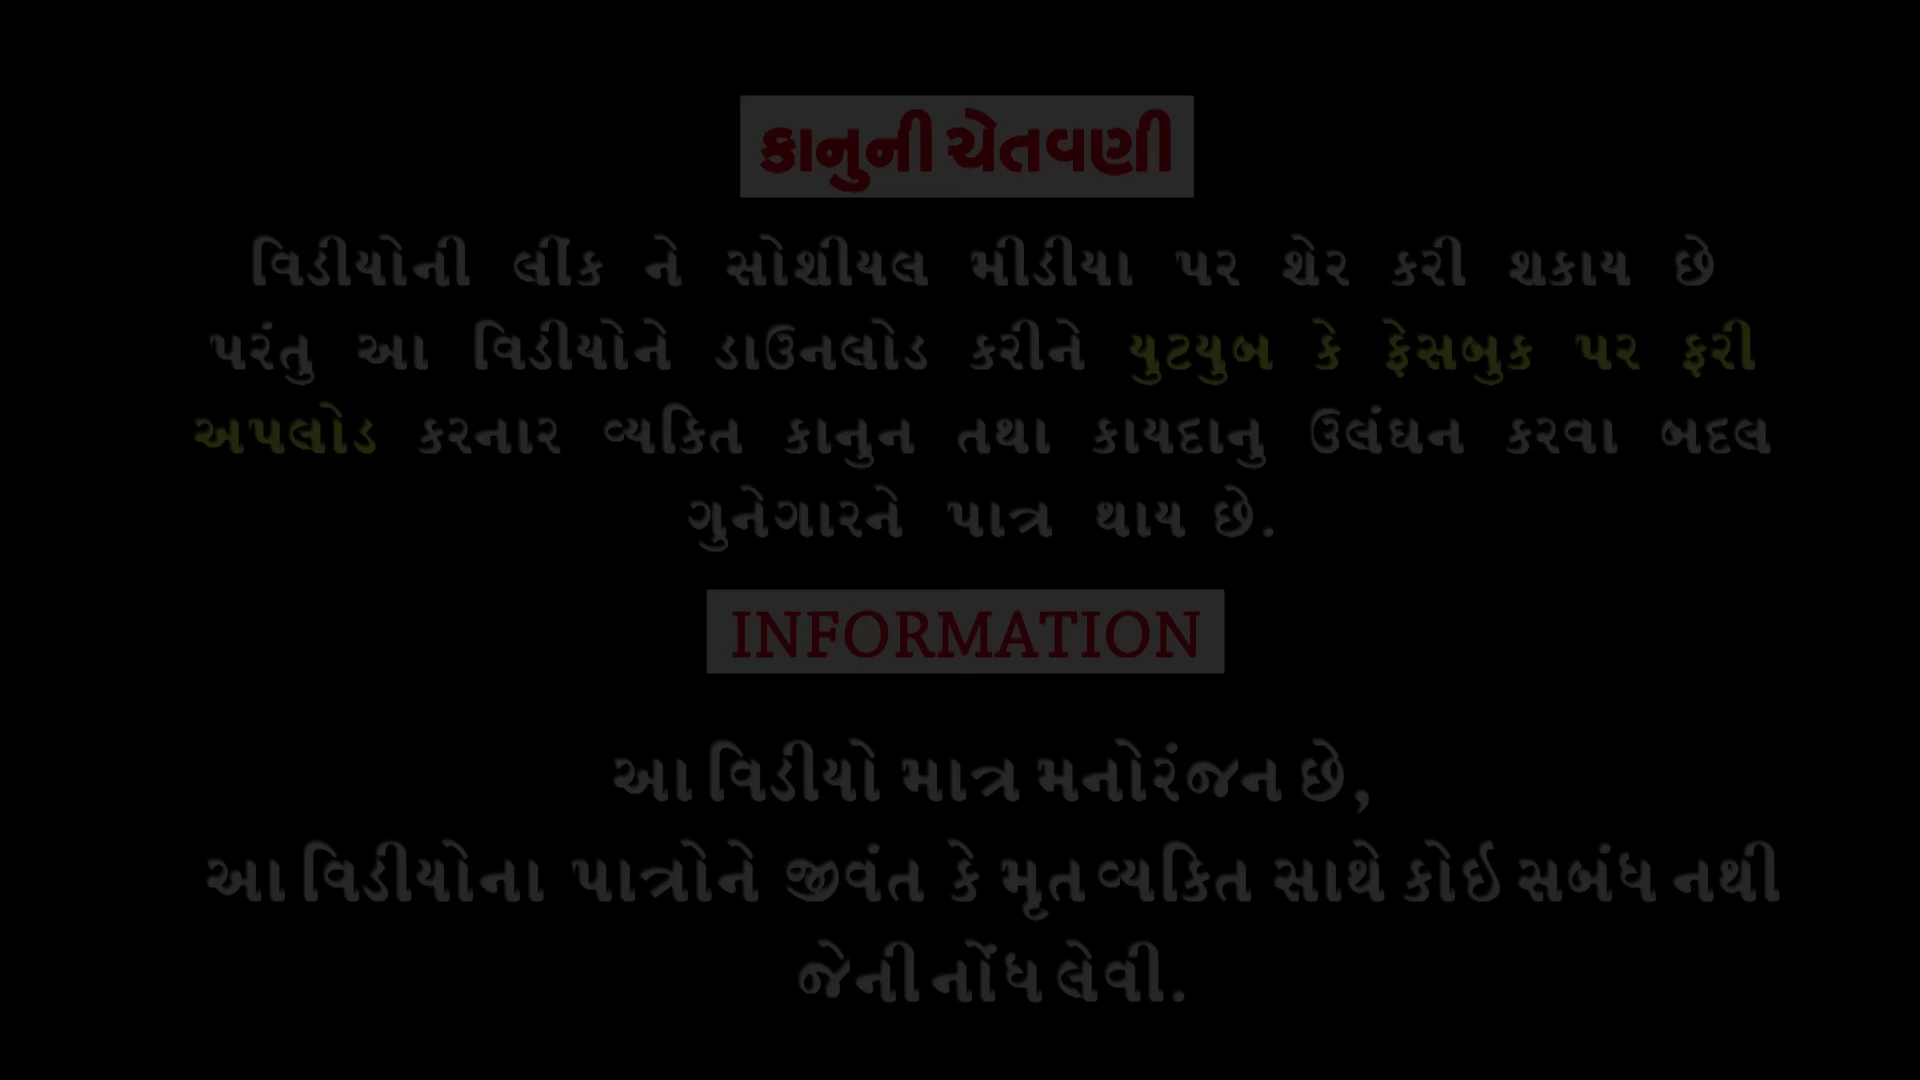 કાનુની ચેતવણી
વિડીયોની લીંક ને સોશીયલ મીડીયા પર શેર કરી શકાય છે
પરંતુ આ વિડીયોને ડાઉનલોડ કરીને યુટયુબ કે ફેસબુક પર ફરી
અપલોડ કરનાર વ્યકિત કાનુન તથા કાયદાનુ ઉલંઘન કરવા બદલ
ગુનેગારને પાત્ર થાય છે.
INFORMATION
આ વિડીયો માત્ર મનોરંજન છે,
આ વિડીયોના પાત્રોને જીવંત કે મૃત વ્યકિત સાથે કોઈ સબંધ નથી
જેની નોંધ લેવી.